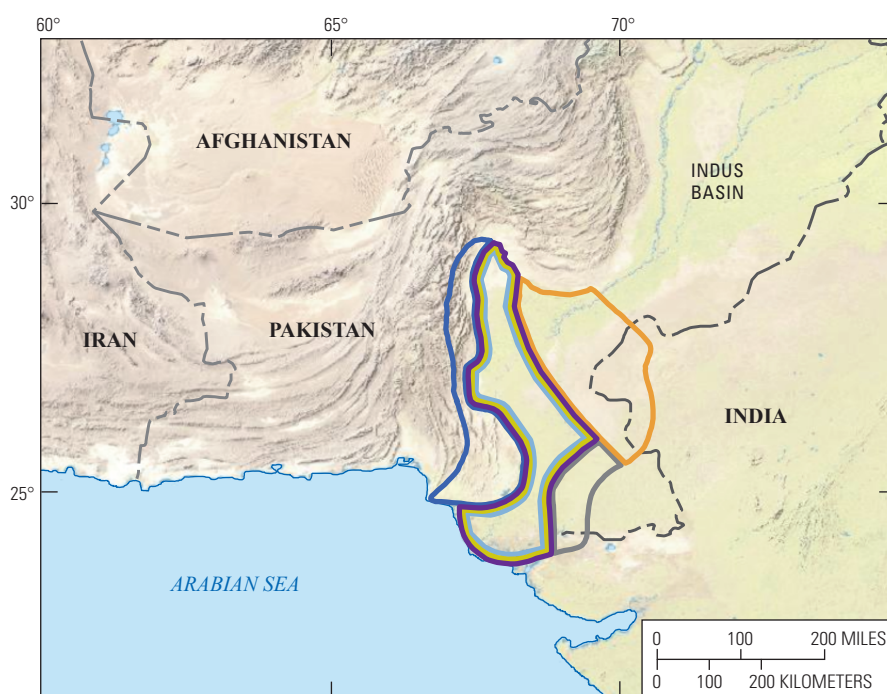 60° 65° 70°
AFGHANISTAN
INDUS
BASIN
30°
IRAN
PAKISTAN
INDIA
25°
ARABIAN SEA
0 100 200 MILES
0 100 200 KILOMETERS